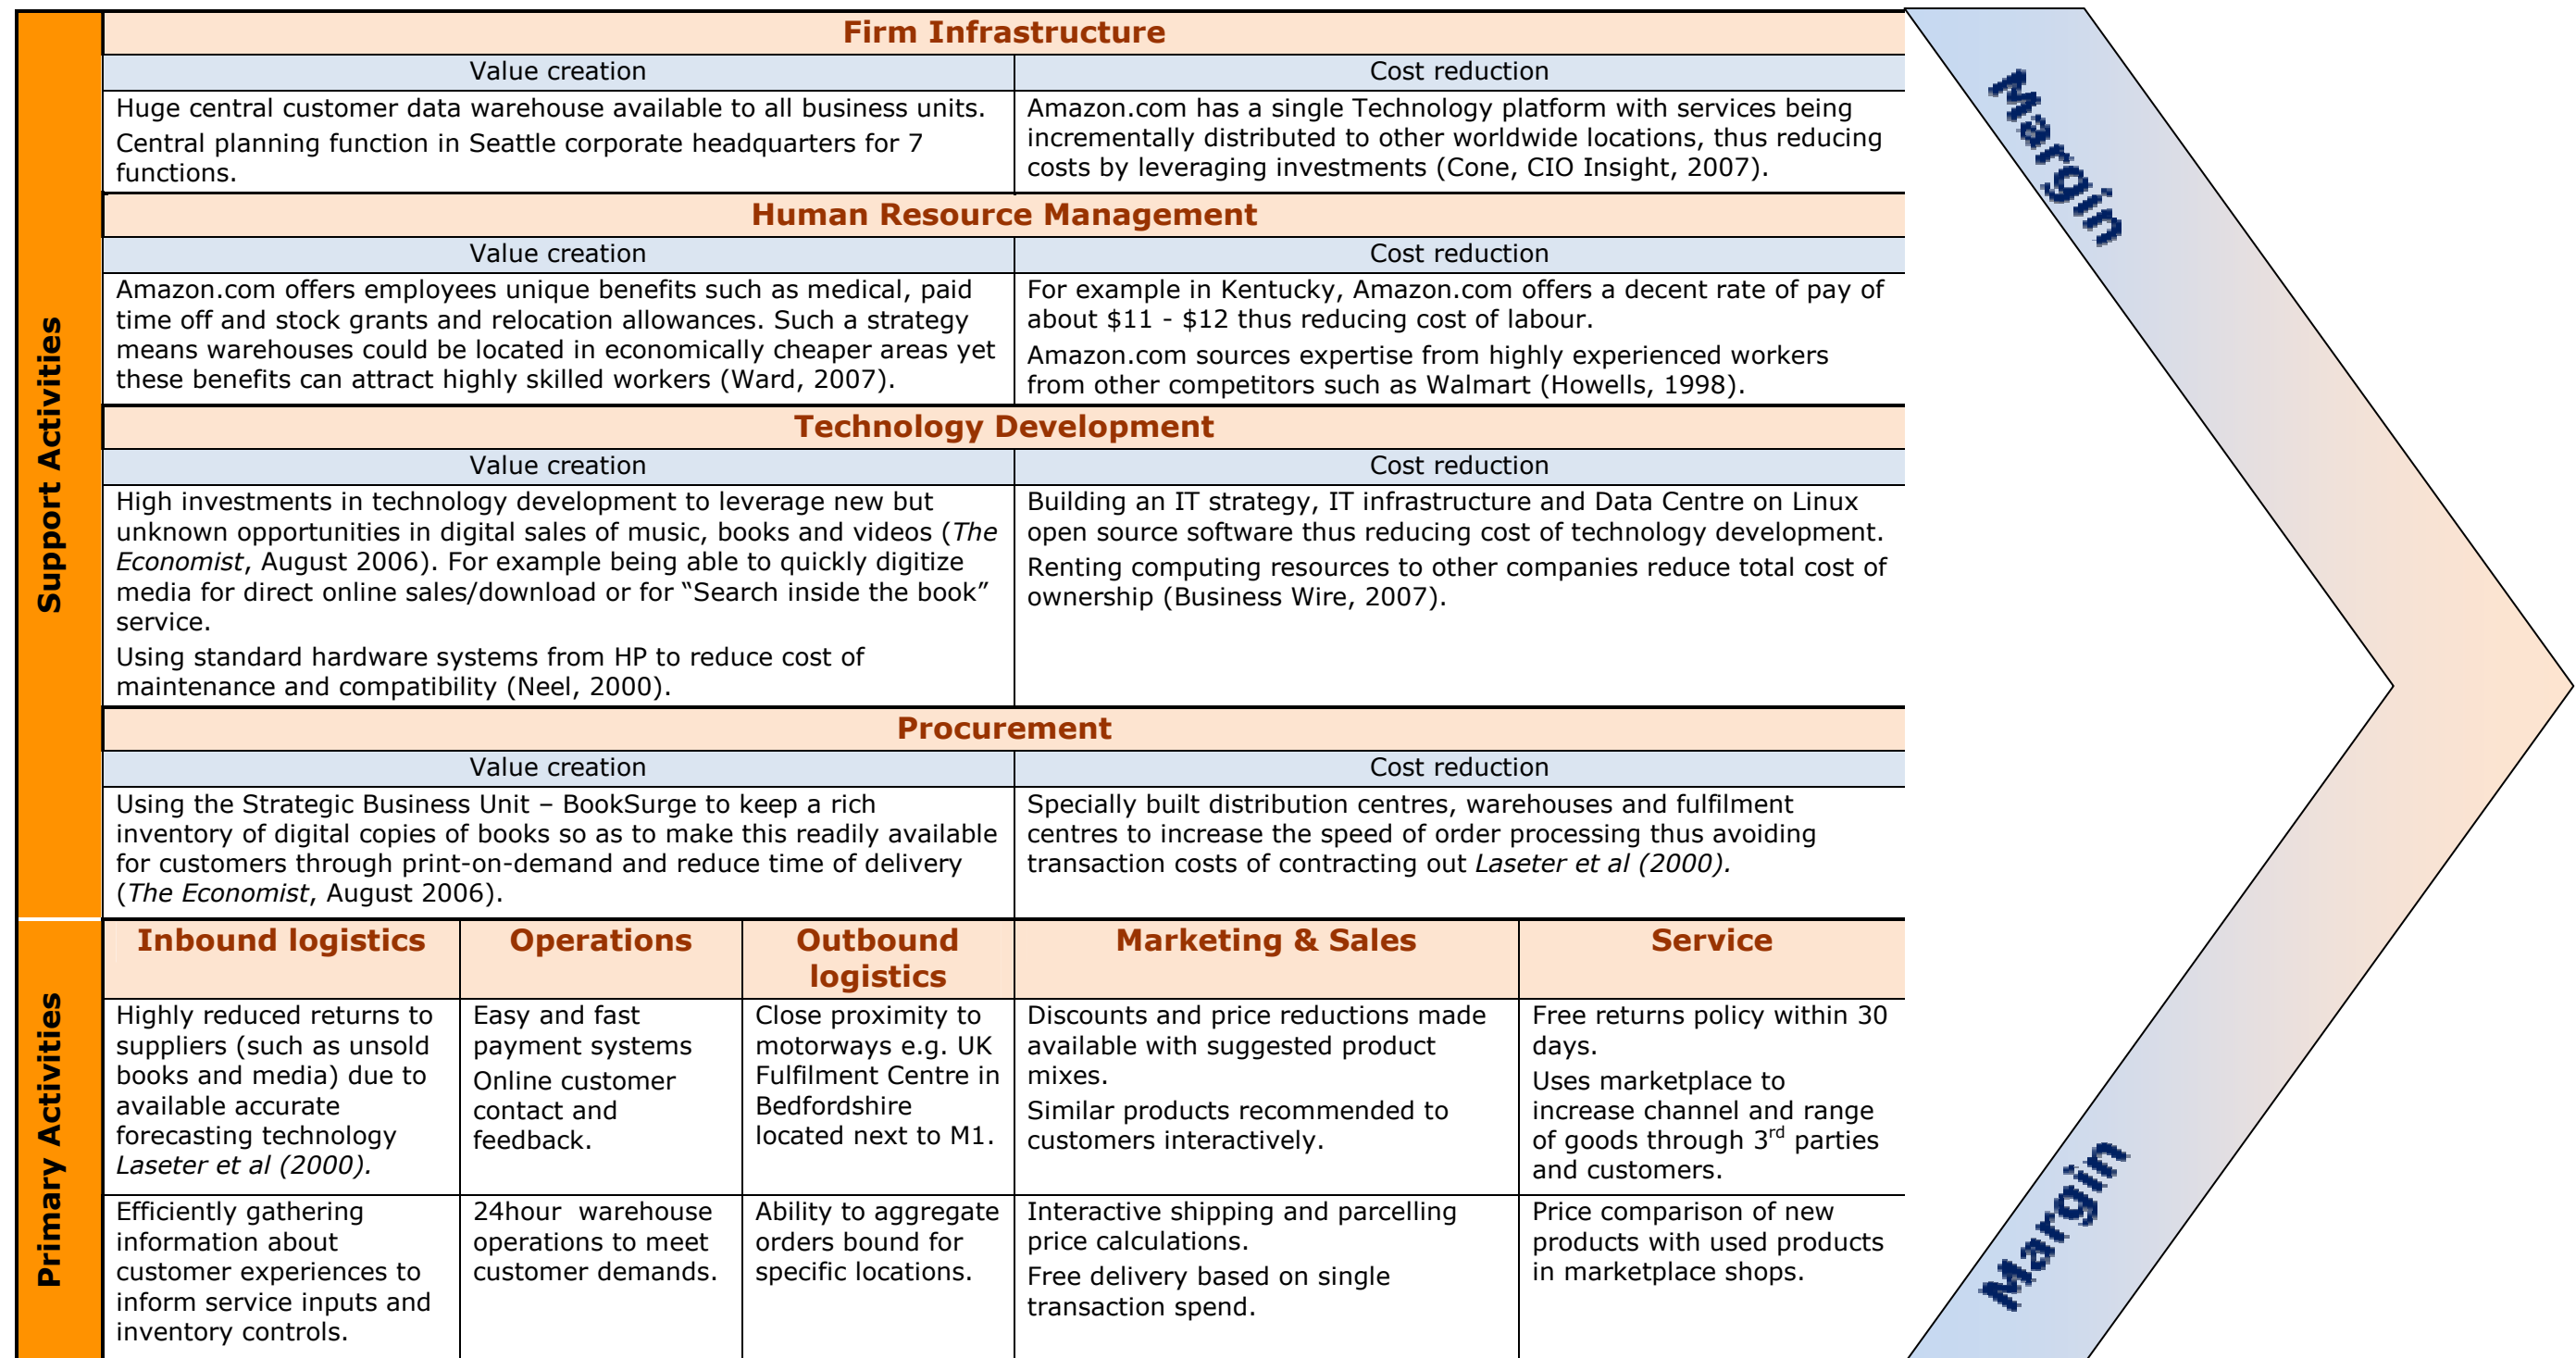 Support Activities
Firm Infrastructure
Value creation
Cost reduction
Huge central customer data warehouse available to all business units.
Central planning function in Seattle corporate headquarters for 7
functions.
Amazon.com has a single Technology platform with services being
incrementally distributed to other worldwide locations, thus reducing
costs by leveraging investments (Cone, CIO Insight, 2007).
Human Resource Management
Value creation
Cost reduction
Amazon.com offers employees unique benefits such as medical, paid
time off and stock grants and relocation allowances. Such a strategy
means warehouses could be located in economically cheaper areas yet
these benefits can attract highly skilled workers (Ward, 2007).
For example in Kentucky, Amazon.com offers a decent rate of pay of
about $11 - $12 thus reducing cost of labour.
Amazon.com sources expertise from highly experienced workers
from other competitors such as Walmart (Howells, 1998).
Technology Development
Value creation
Cost reduction
High investments in technology development to leverage new but
unknown opportunities in digital sales of music, books and videos (The
Economist, August 2006). For example being able to quickly digitize
media for direct online sales/download or for “Search inside the book”
service.
Using standard hardware systems from HP to reduce cost of
maintenance and compatibility (Neel, 2000).
Building an IT strategy, IT infrastructure and Data Centre on Linux
open source software thus reducing cost of technology development.
Renting computing resources to other companies reduce total cost of
ownership (Business Wire, 2007).
Procurement
Value creation
Cost reduction
Using the Strategic Business Unit – BookSurge to keep a rich
inventory of digital copies of books so as to make this readily available
for customers through print-on-demand and reduce time of delivery
(The Economist, August 2006).
Specially built distribution centres, warehouses and fulfilment
centres to increase the speed of order processing thus avoiding
transaction costs of contracting out Laseter et al (2000).
Primary Activities
Inbound logistics
Operations
Outbound
logistics
Marketing & Sales
Service
Highly reduced returns to
suppliers (such as unsold
books and media) due to
available accurate
forecasting technology
Laseter et al (2000).
Easy and fast
payment systems
Online customer
contact and
feedback.
Close proximity to
motorways e.g. UK
Fulfilment Centre in
Bedfordshire
located next to M1.
Discounts and price reductions made
available with suggested product
mixes.
Similar products recommended to
customers interactively.
Free returns policy within 30
days.
Uses marketplace to
increase channel and range
of goods through 3rd parties
and customers.
Efficiently gathering
information about
customer experiences to
inform service inputs and
inventory controls.
24hour  warehouse
operations to meet
customer demands.
Ability to aggregate
orders bound for
specific locations.
Interactive shipping and parcelling
price calculations.
Free delivery based on single
transaction spend.
Price comparison of new
products with used products
in marketplace shops.
Margin
Margin